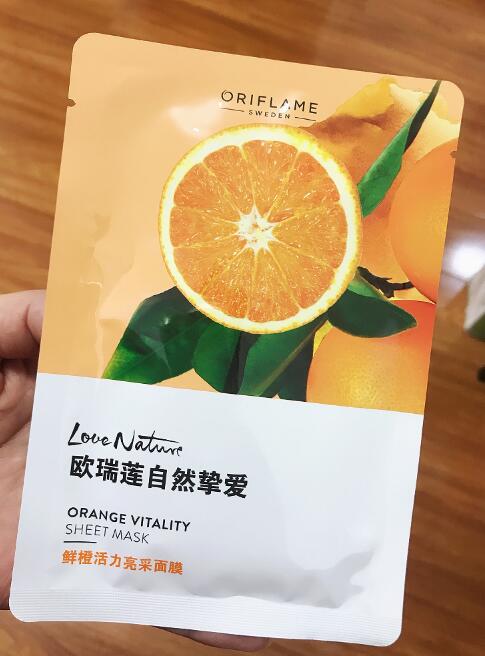 ORIFLAME
SWEDEN
Love Nature
欧瑞莲自然挚爱
ORANGE VITALITY
SHEET MASK
鲜橙活力亮采面膜